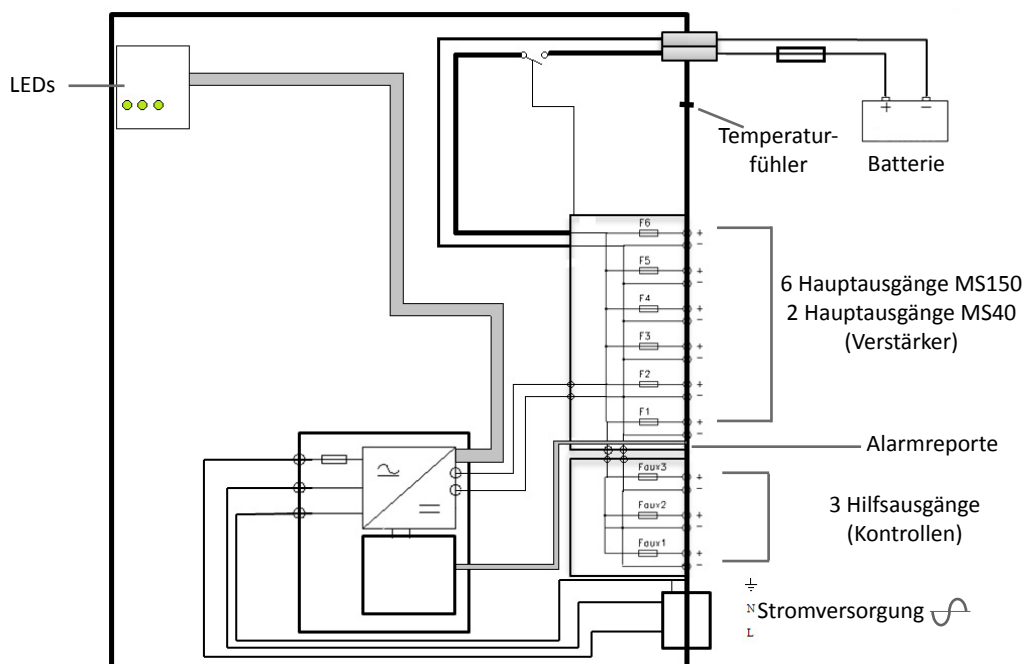 LEDs
Temperatur-
fühler
+ −
Batterie
F6 + −
F5 + −
F4 + −
F3 + −
F2 + −
F1 + −
6 Hauptausgänge MS150
2 Hauptausgänge MS40
(Verstärker)
Alarmreporte
Faux3 + −
Faux2 + −
Faux1 + −
3 Hilfsausgänge
(Kontrollen)
N
L
Stromversorgung